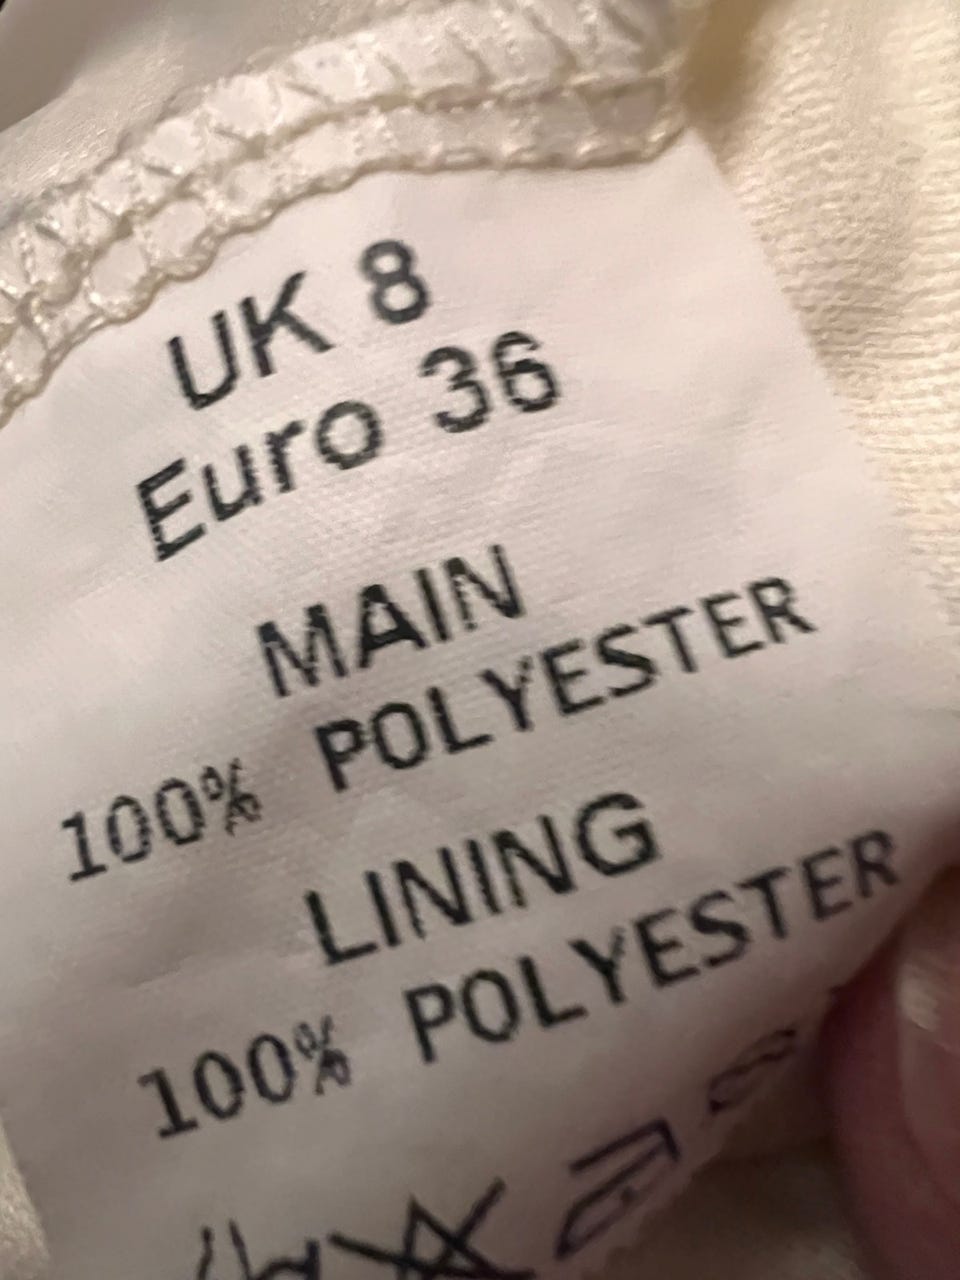 UK 8
Euro 36
MAIN
100% POLYESTER
LINING
100% POLYESTER